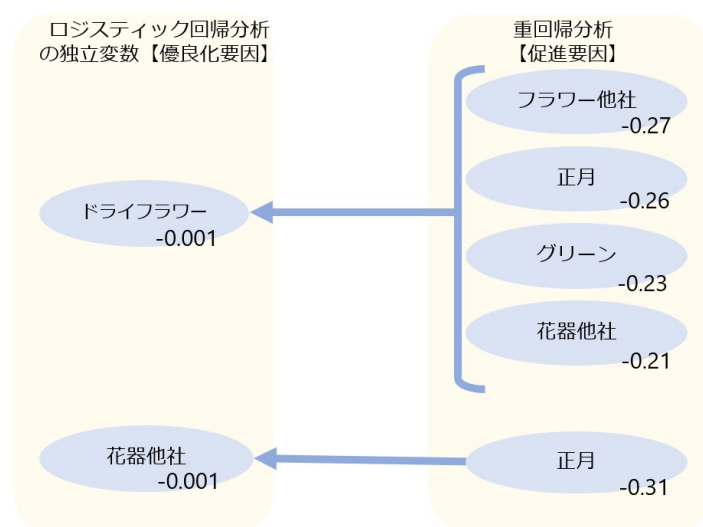 ロジスティック回帰分析
の独立変数【優良化要因】
重回帰分析
【促進要因】
フラワー他社
-0.27
正月
-0.26
ドライフラワー
-0.001
グリーン
-0.23
花器他社
-0.21
花器他社
-0.001
正月
-0.31